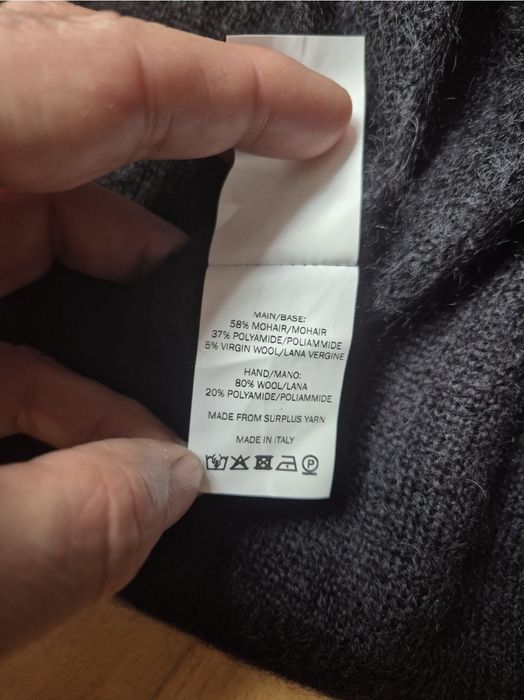 MAIN/BASE:
58% MOHAIR/MOHAIR
37% POLYAMIDE/POLIAMMIDE
5% VIRGIN WOOL/LANA VERGINE
HAND/MANO:
80% WOOL/LANA
20% POLYAMIDE/POLIAMMIDE
MADE FROM SURPLUS YARN
MADE IN ITALY
P